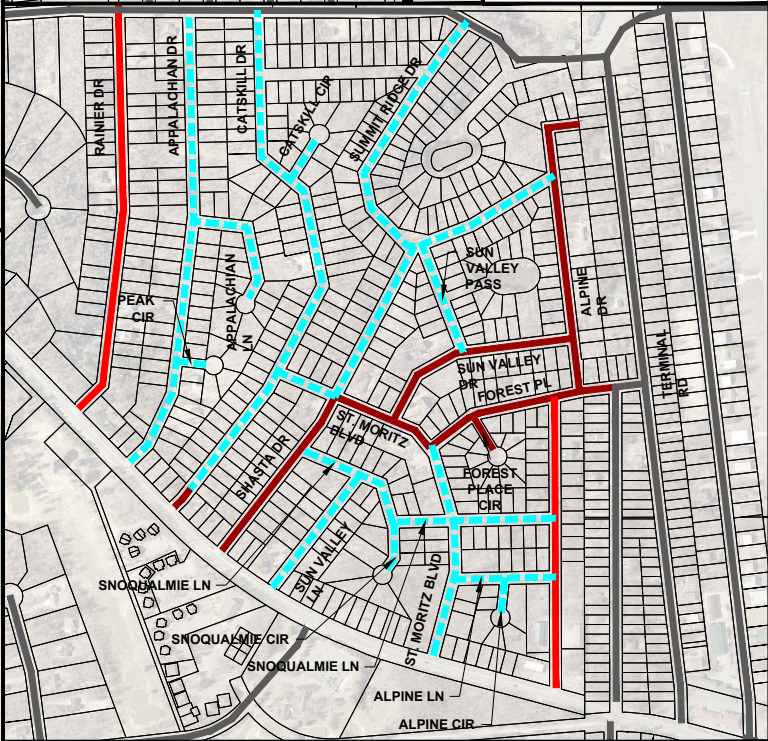 RAINIER DR
APPALACHIAN DR
CATSKILL DR
CATSKILL CIR
SUMMIT RIDGE DR
SUN
VALLEY
PASS
ALPINE
DR
PEAK
CIR
APPALACHIAN
LN
TERMINAL
RD
SUN VALLEY
DR
FOREST PL
ST. MORITZ
BLVD
SHASTA DR
FOREST
PLACE
CIR
SUN VALLEY
LN
SNOQUALMIE LN
ST. MORITZ BLVD
SNOQUALMIE CIR
SNOQUALMIE LN
ALPINE LN
ALPINE CIR